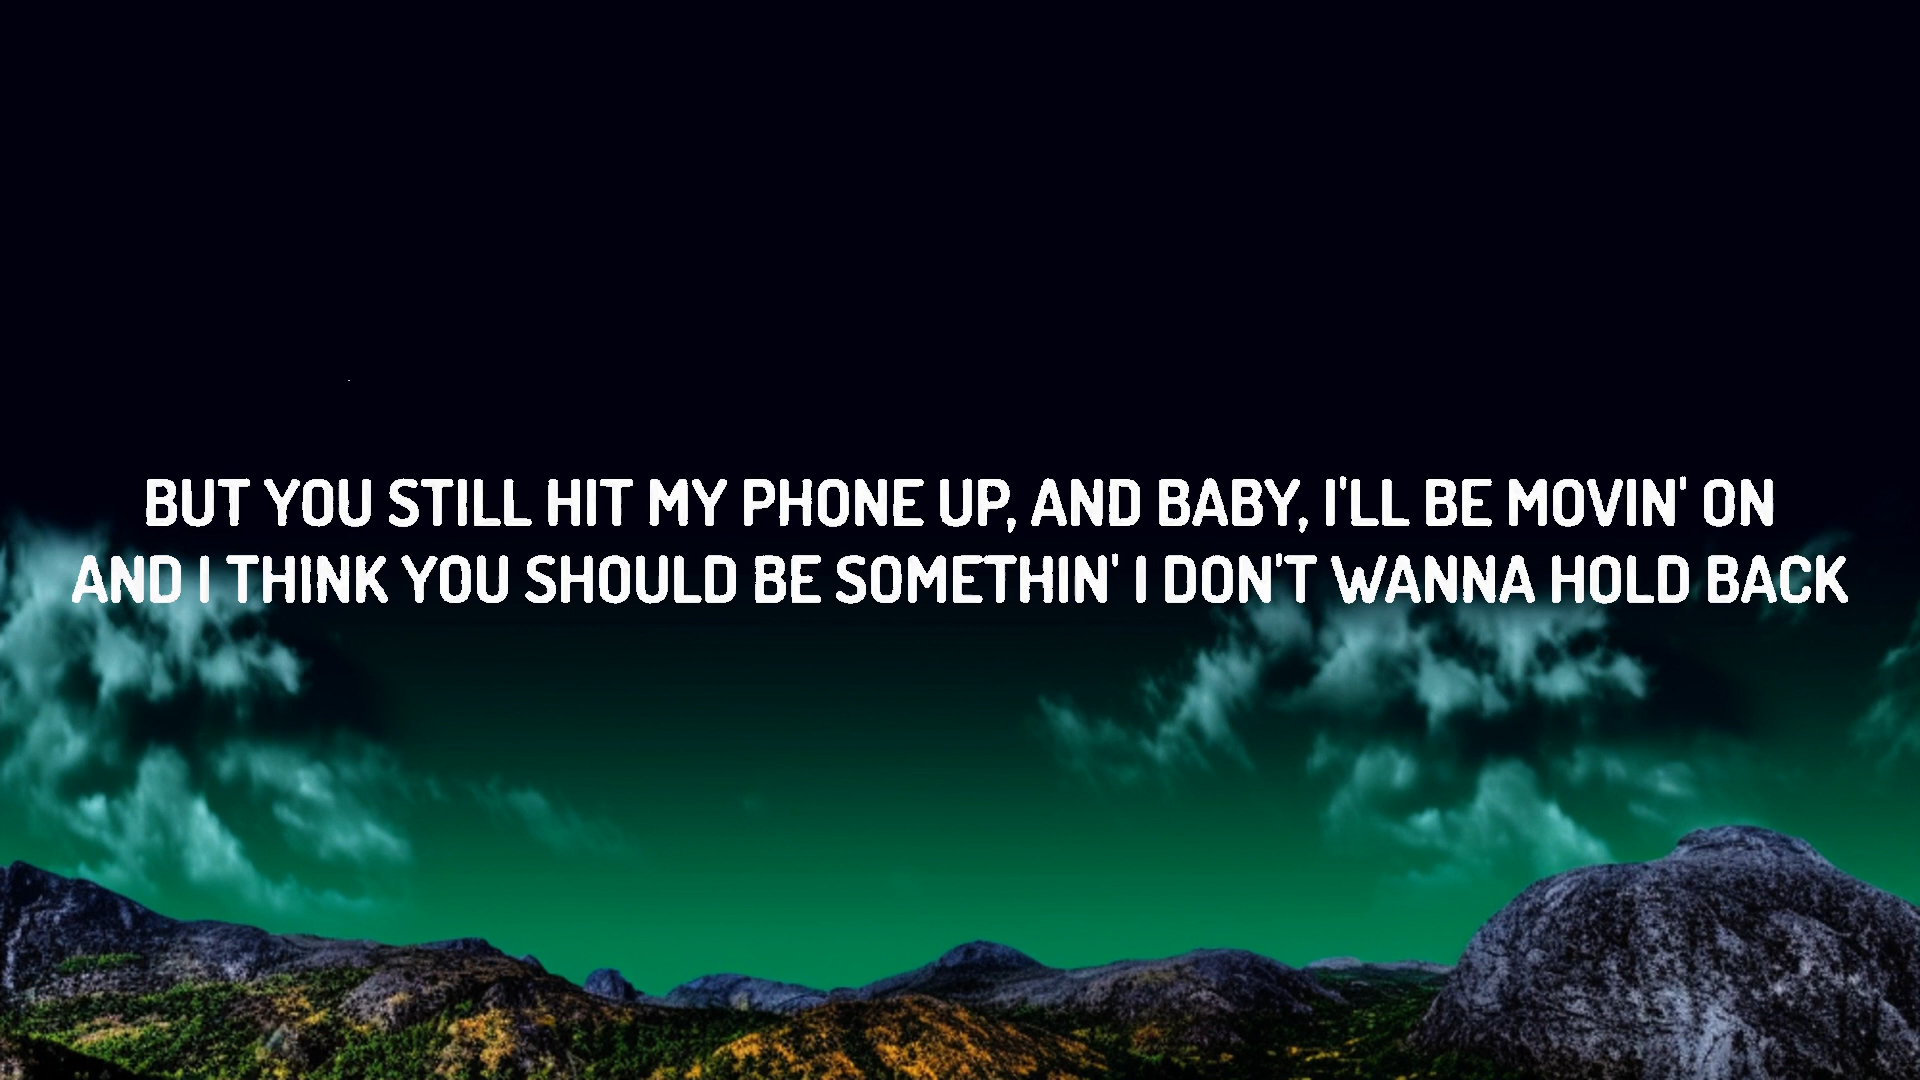 BUT YOU STILL HIT MY PHONE UP, AND BABY, I'LL BE MOVIN' ON
AND I THINK YOU SHOULD BE SOMETHIN' I DON'T WANNA HOLD BACK